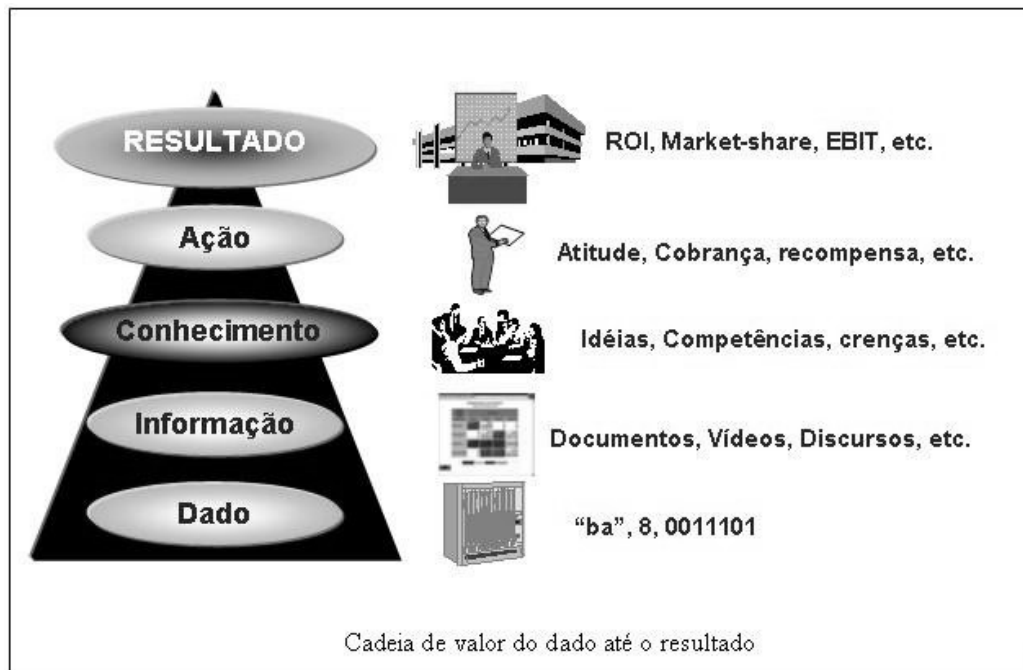 RESULTADO
ROI, Market-share, EBIT, etc.
Ação
Atitude, Cobrança, recompensa, etc.
Conhecimento
Idéias, Competências, crenças, etc.
Informação
Documentos, Vídeos, Discursos, etc.
Dado
“ba”, 8, 0011101
Cadeia de valor do dado até o resultado